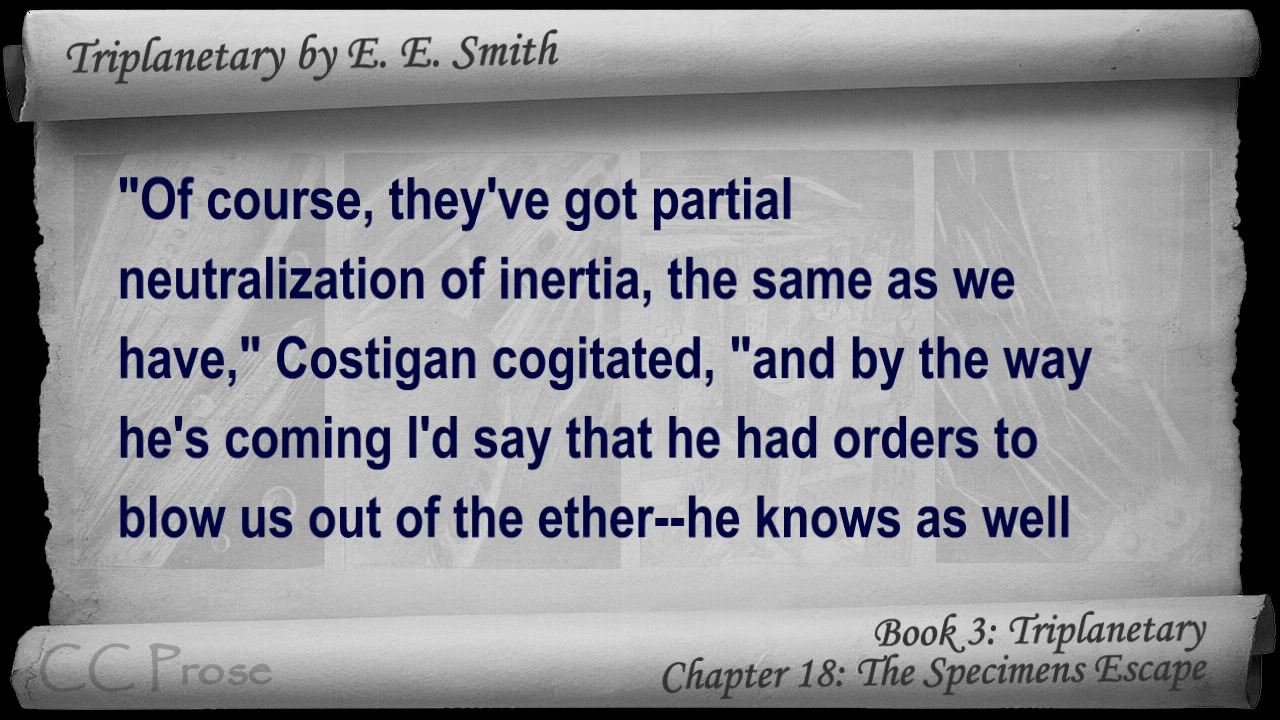 Triplanetary by E. E. Smith
"Of course, they've got partial
neutralization of inertia, the same as we
have," Costigan cogitated, "and by the way
he's coming I'd say that he had orders to
blow us out of the ether--he knows as well
Book 3: Triplanetary
Chapter 18: The Specimens Escape
CC Prose